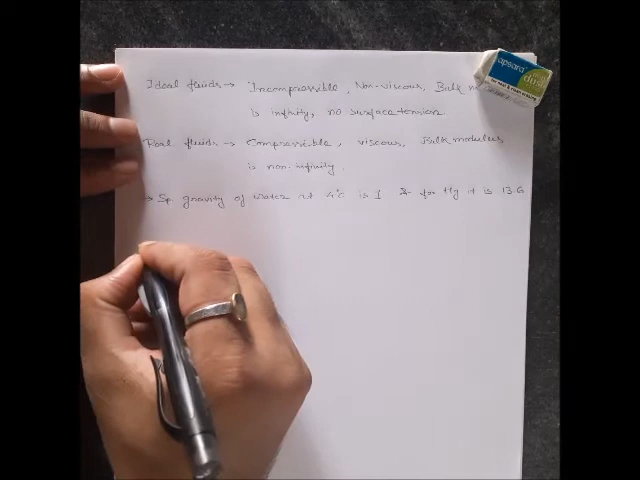 Ideal fluids → Incompressible, Non-viscous, Bulk
is infinity, no surface tension
Real fluids → Compressible, viscous, Bulk modulus
is non-infinity.
→ Sp. gravity of water at 4°C is 1 & for Hg it is 13.6
apsara